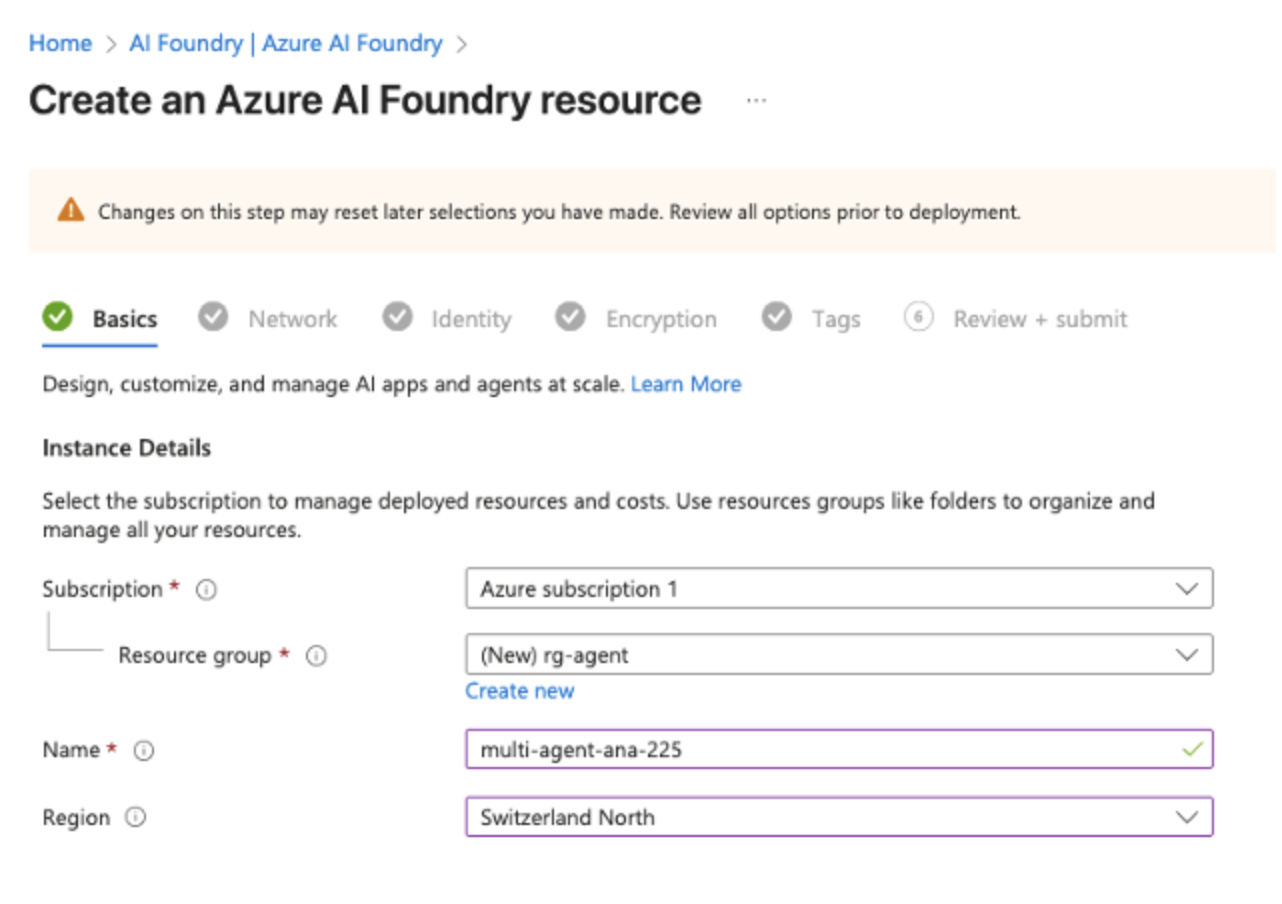 Home > AI Foundry | Azure AI Foundry >
Create an Azure AI Foundry resource ...
Changes on this step may reset later selections you have made. Review all options prior to deployment.
Basics Network Identity Encryption Tags 6 Review + submit
Design, customize, and manage AI apps and agents at scale. Learn More
Instance Details
Select the subscription to manage deployed resources and costs. Use resources groups like folders to organize and
manage all your resources.
Subscription * Azure subscription 1
Resource group * (New) rg-agent
Create new
Name * multi-agent-ana-225
Region Switzerland North